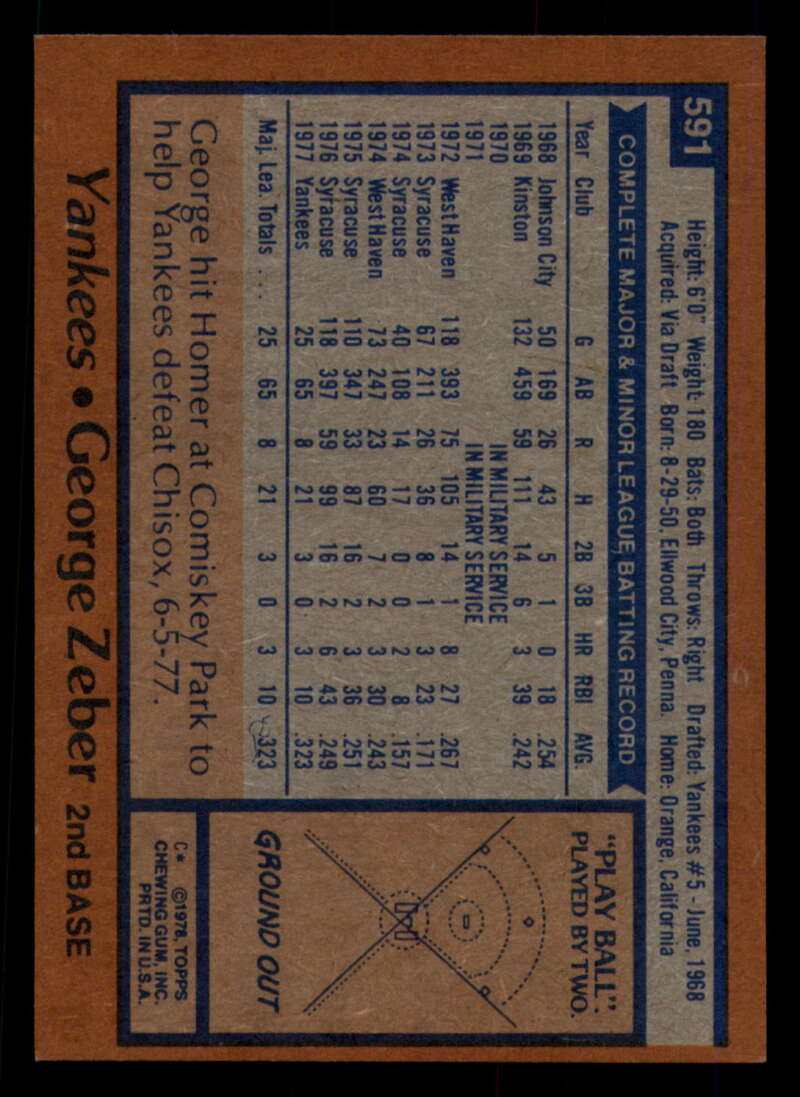 591
Height: 6'0" Weight: 180 Bats: Both Throws: Right Drafted: Yankees #5 - June, 1968
Acquired: Via Draft Born: 8-29-50, Ellwood City, Penna. Home: Orange, California
COMPLETE MAJOR & MINOR LEAGUE BATTING RECORD
Year Club G AB R H 2B 3B HR RBI AVG.
1968 Johnson City 50 169 26 43 5 1 0 18 .254
1969 Kinston 132 459 59 111 14 6 3 39 .242
1970 IN MILITARY SERVICE
1971 IN MILITARY SERVICE
1972 West Haven 118 393 75 105 14 1 8 27 .267
1973 Syracuse 67 211 26 36 8 1 3 23 .171
1974 Syracuse 40 108 14 17 0 0 2 8 .157
1974 West Haven 73 247 23 60 7 2 3 30 .243
1975 Syracuse 110 347 33 87 16 2 3 36 .251
1976 Syracuse 118 397 59 99 16 2 6 43 .249
1977 Yankees 25 65 8 21 3 0 3 10 .323
Maj. Lea. Totals ... 25 65 8 21 3 0 3 10 .323
George hit Homer at Comiskey Park to
help Yankees defeat Chisox, 6-5-77.
"PLAY BALL"
PLAYED BY TWO.
GROUND OUT
C* ©1978, TOPPS
CHEWING GUM, INC.
PRTD. IN U.S.A.
Yankees • George Zeber 2nd BASE